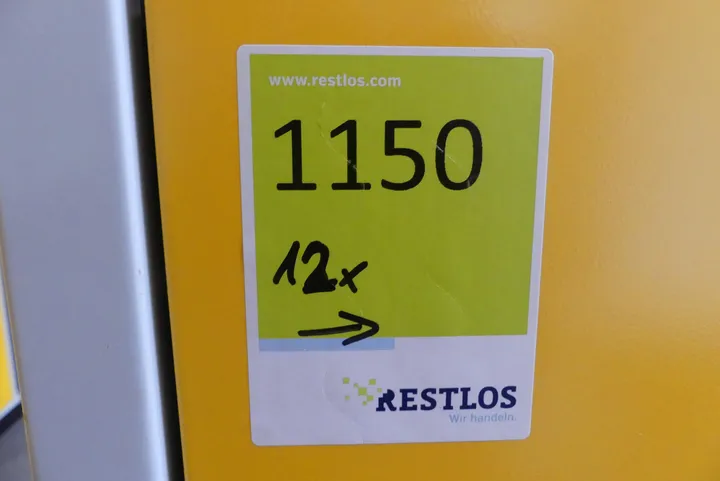 www.restlos.com
1150
12x
→
RESTLOS
Wir handeln.